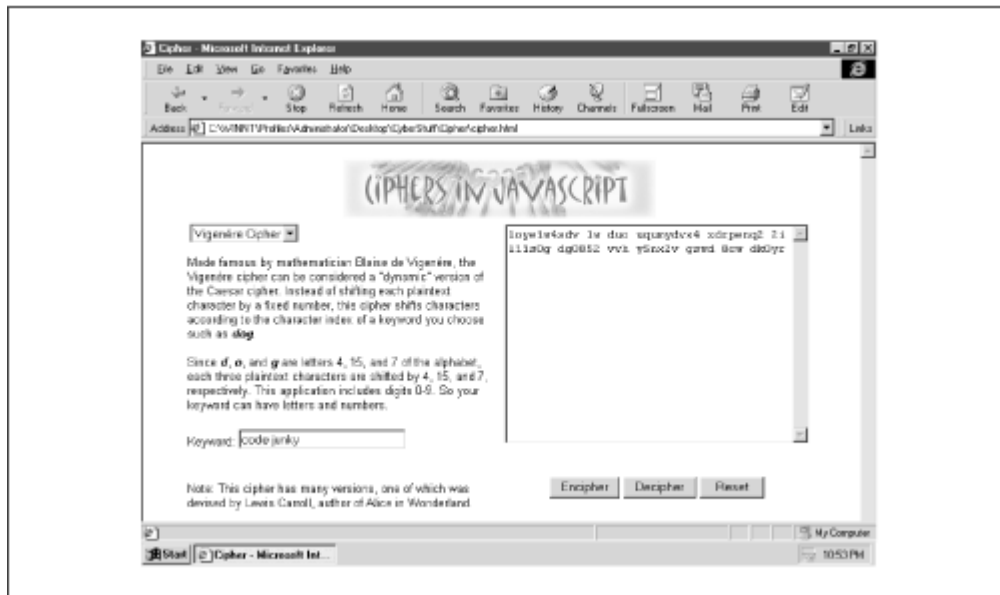 Cipher - Microsoft Internet Explorer
File Edit View Go Favorites Help
Back Forward Stop Refresh Home Search Favorites History Channels Fullscreen Mail Print Edit
Address Links
CIPHERS IN JAVASCRIPT
Vigenére Cipher
Made famous by mathematician Blaise de Vigenére, the
Vigenére cipher can be considered a "dynamic" version of
the Caesar cipher. Instead of shifting each plaintext
character by a fixed number, this cipher shifts characters
according to the character index of a keyword you choose
such as dog.
Since d, o, and g are letters 4, 15, and 7 of the alphabet,
each three plaintext characters are shifted by 4, 15, and 7,
respectively. This application includes digits 0-9. So your
keyword can have letters and numbers.
Keyword: code junky
Note: This cipher has many versions, one of which was
devised by Lewis Carroll, author of Alice in Wonderland
Encipher Decipher Reset
My Computer
Start Cipher - Microsoft Int... 10:53 PM